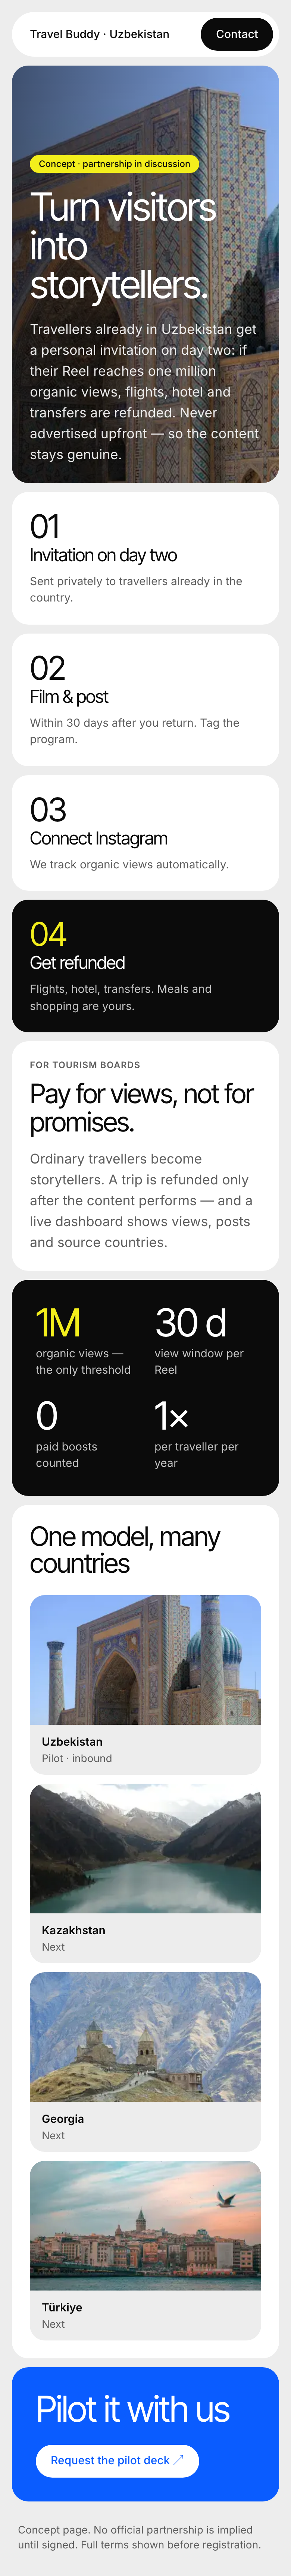 Travel Buddy · Uzbekistan
Contact
Concept · partnership in discussion
Turn visitors
into
storytellers.
Travellers already in Uzbekistan get
a personal invitation on day two: if
their Reel reaches one million
organic views, flights, hotel and
transfers are refunded. Never
advertised upfront — so the content
stays genuine.
01
Invitation on day two
Sent privately to travellers already in the
country.
02
Film & post
Within 30 days after you return. Tag the
program.
03
Connect Instagram
We track organic views automatically.
04
Get refunded
Flights, hotel, transfers. Meals and
shopping are yours.
FOR TOURISM BOARDS
Pay for views, not for
promises.
Ordinary travellers become
storytellers. A trip is refunded only
after the content performs — and a
live dashboard shows views, posts
and source countries.
1M
organic views —
the only threshold
30 d
view window per
Reel
0
paid boosts
counted
1×
per traveller per
year
One model, many
countries
Uzbekistan
Pilot · inbound
Kazakhstan
Next
Georgia
Next
Türkiye
Next
Pilot it with us
Request the pilot deck ↗
Concept page. No official partnership is implied
until signed. Full terms shown before registration.